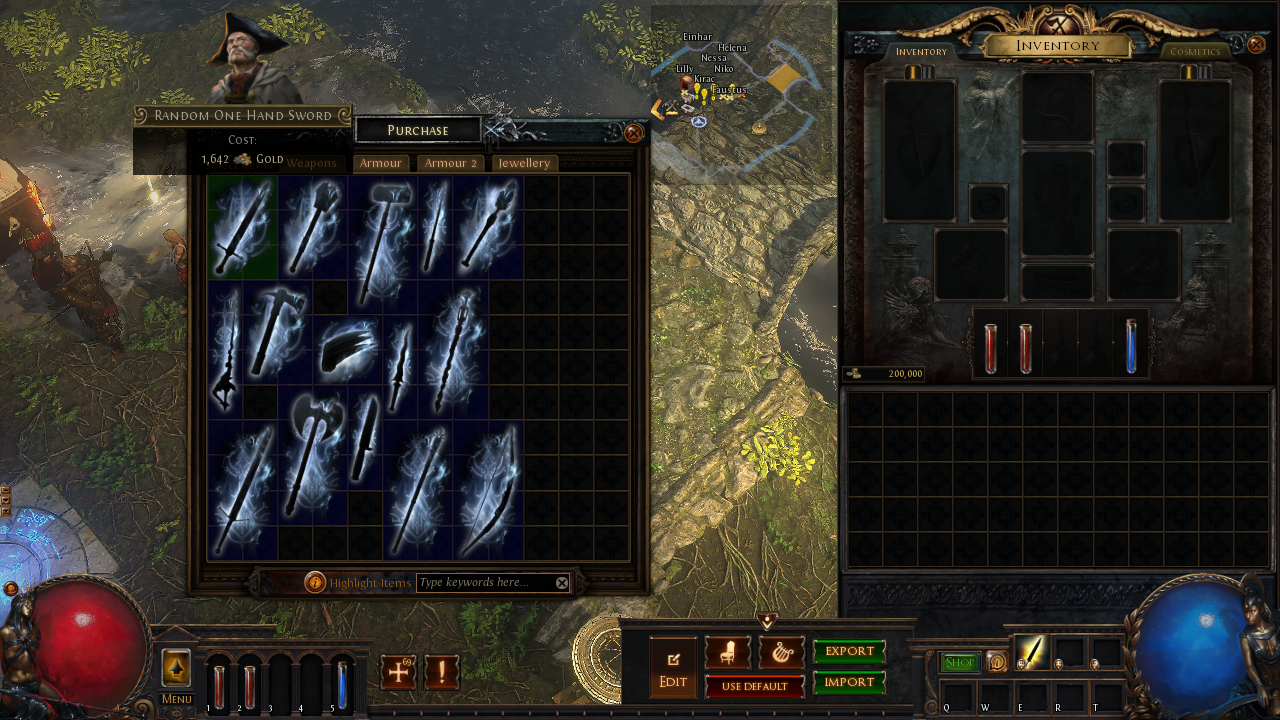 Einhar
Helena
Nessa
Lilly
Niko
Kirac
Faustus
Random One Hand Sword
Cost:
1,642 Gold
Purchase
Weapons
Armour
Armour 2
Jewellery
Highlight Items
Type keywords here...
Inventory
Inventory
Cosmetics
200,000
Menu
1
2
3
4
5
69
Edit
Use Default
Export
Import
Shop
Q
W
E
R
T